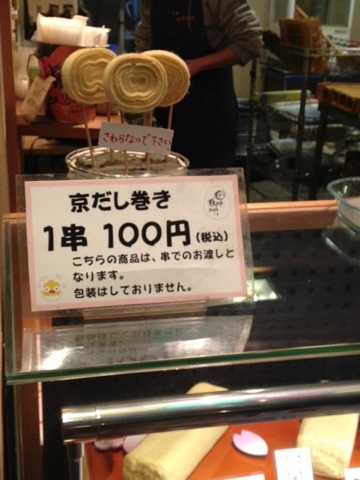 さわらないで下さい
京だし巻き
1串 100円(税込)
こちらの商品は、串でのお渡しと
なります。
包装はしておりません。